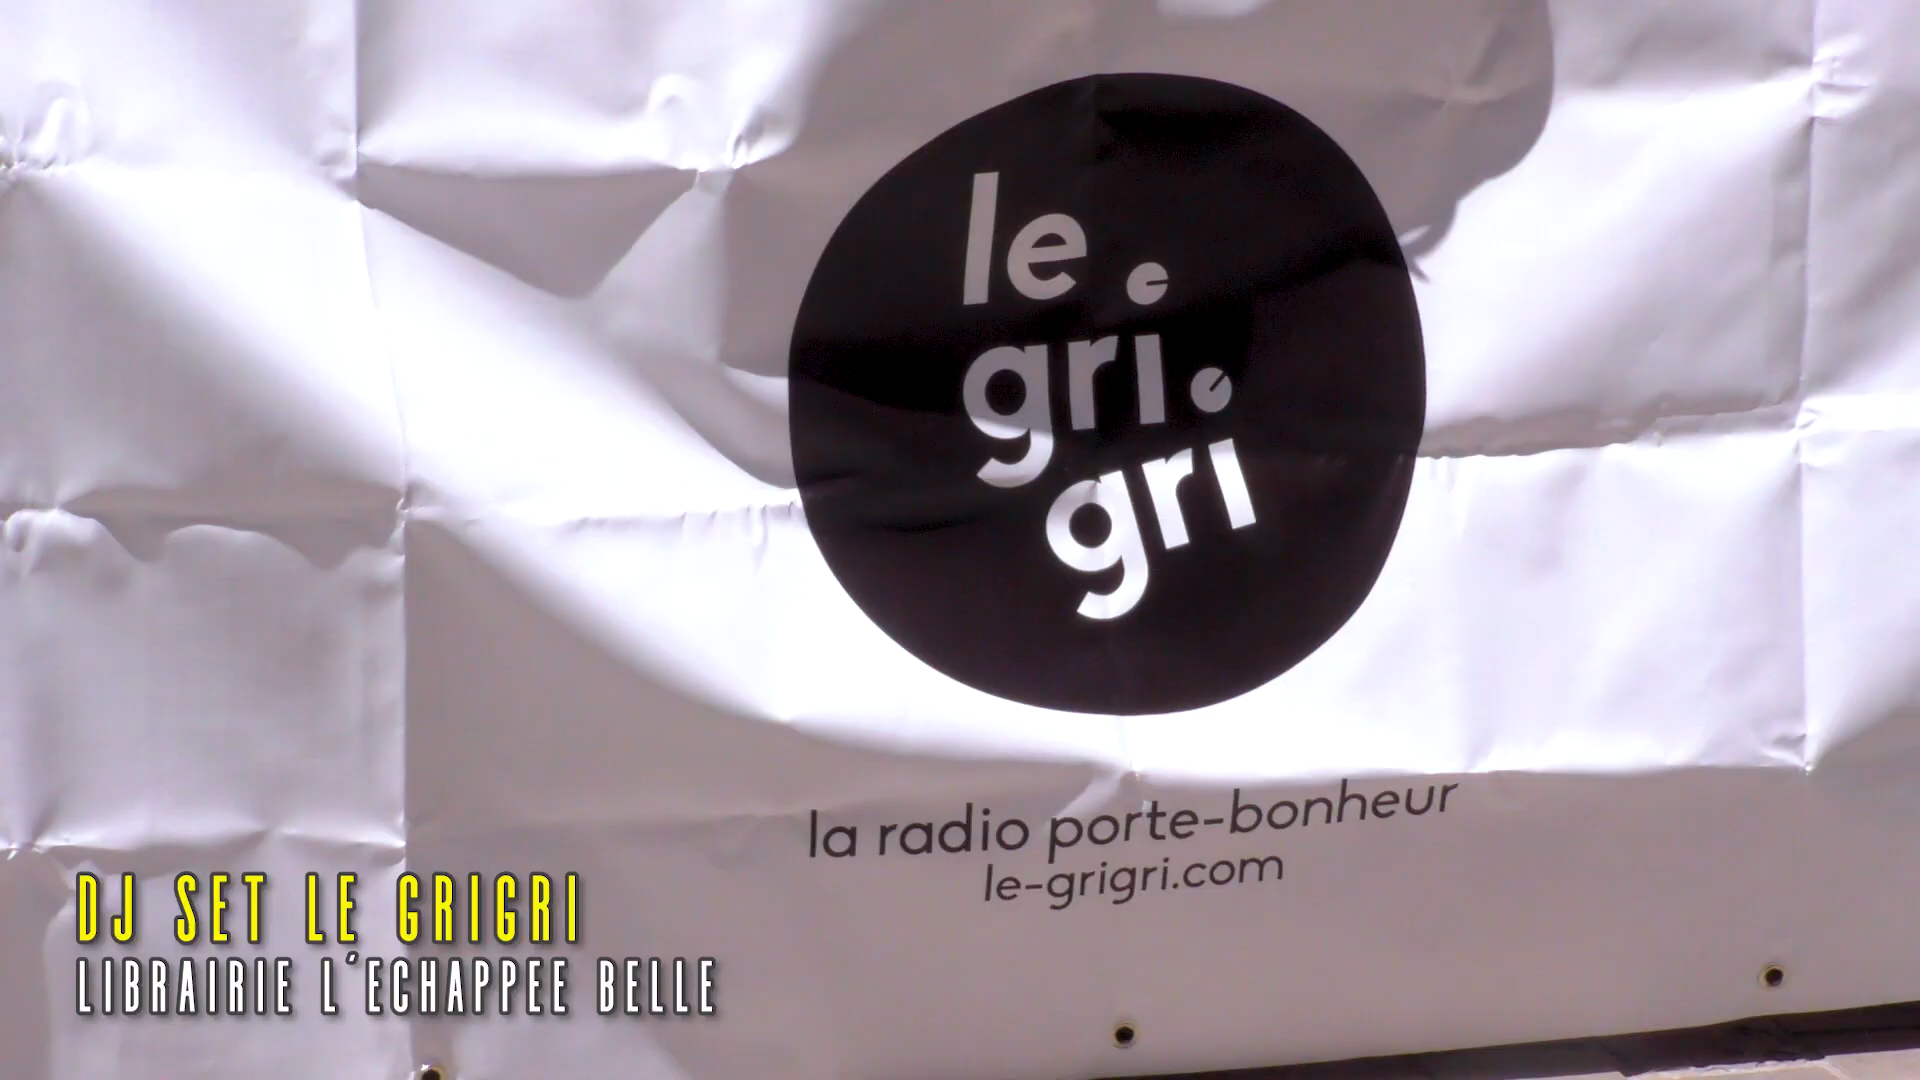 le
gri
gri
la radio porte-bonheur
le-grigri.com
DJ SET LE GRIGRI
LIBRAIRIE L'ECHAPPEE BELLE